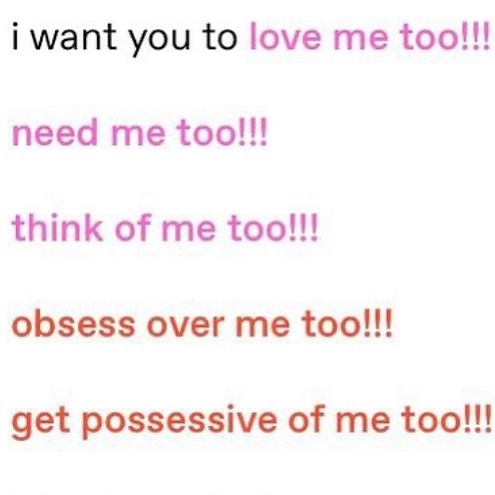 i want you to love me too!!!
need me too!!!
think of me too!!!
obsess over me too!!!
get possessive of me too!!!